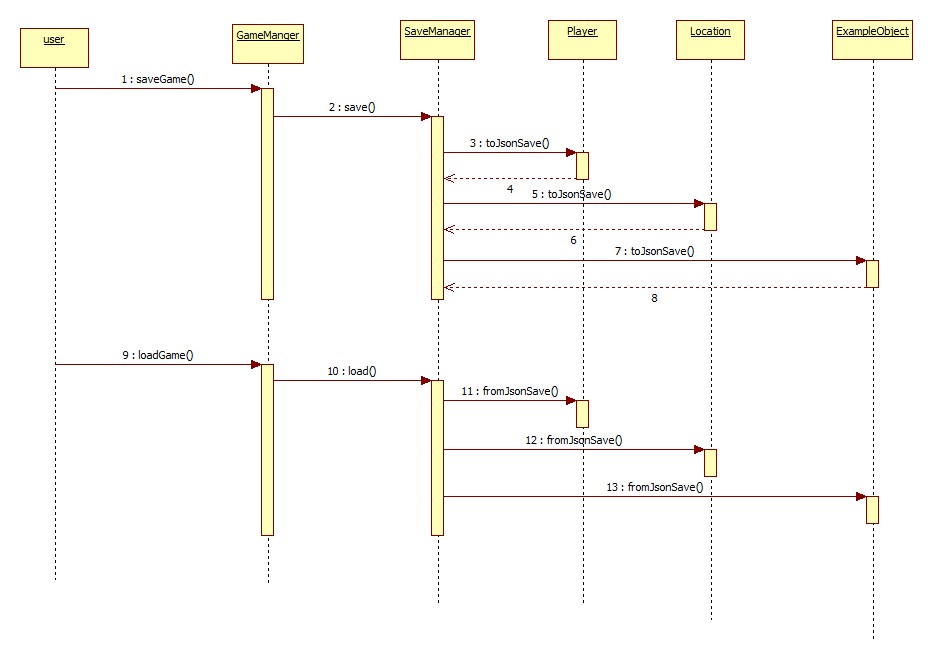 user
GameManger
SaveManager
Player
Location
ExampleObject
1 : saveGame()
2 : save()
3 : toJsonSave()
4
5 : toJsonSave()
6
7 : toJsonSave()
8
9 : loadGame()
10 : load()
11 : fromJsonSave()
12 : fromJsonSave()
13 : fromJsonSave()